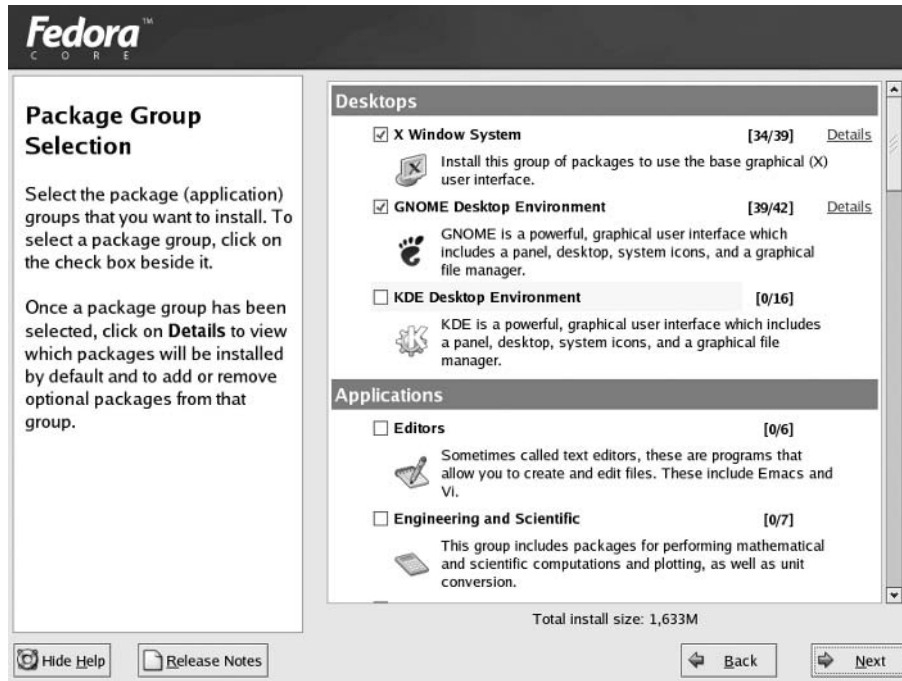 Fedora™
CORE
Package Group
Selection
Select the package (application)
groups that you want to install. To
select a package group, click on
the check box beside it.
Once a package group has been
selected, click on Details to view
which packages will be installed
by default and to add or remove
optional packages from that
group.
Desktops
X Window System [34/39] Details
Install this group of packages to use the base graphical (X)
user interface.
GNOME Desktop Environment [39/42] Details
GNOME is a powerful, graphical user interface which
includes a panel, desktop, system icons, and a graphical
file manager.
KDE Desktop Environment [0/16]
KDE is a powerful, graphical user interface which includes
a panel, desktop, system icons, and a graphical file
manager.
Applications
Editors [0/6]
Sometimes called text editors, these are programs that
allow you to create and edit files. These include Emacs and
Vi.
Engineering and Scientific [0/7]
This group includes packages for performing mathematical
and scientific computations and plotting, as well as unit
conversion.
Total install size: 1,633M
Hide Help
Release Notes
Back
Next